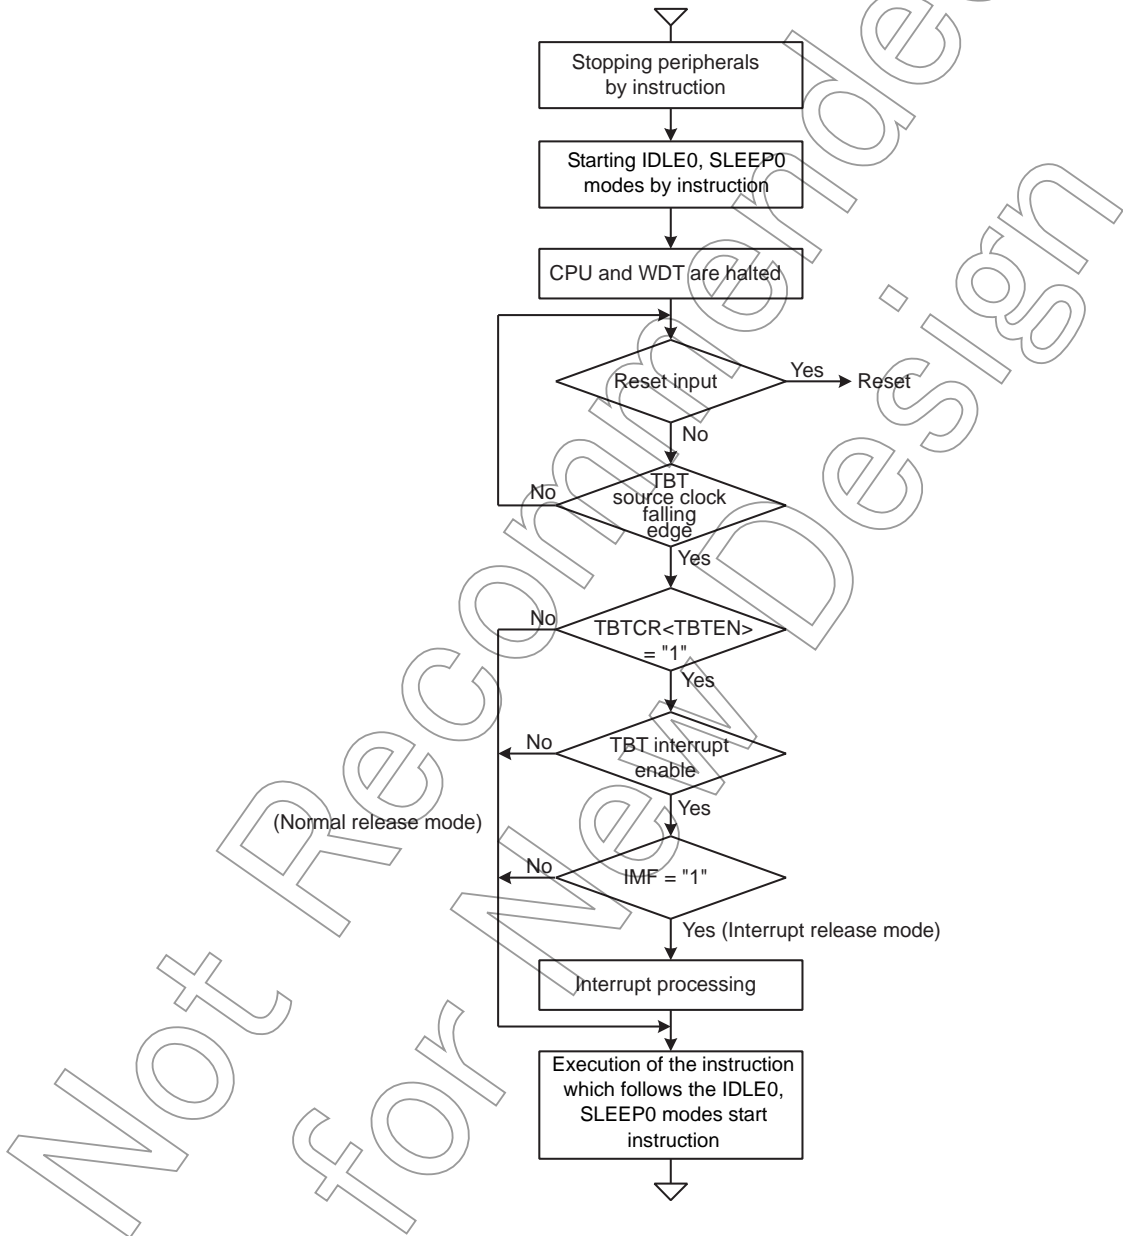 Stopping peripherals
by instruction
Starting IDLE0, SLEEP0
modes by instruction
CPU and WDT are halted
Reset input
Yes
Reset
No
TBT
source clock
falling
edge
No
Yes
No
TBTCR<TBTEN>
= "1"
Yes
No
TBT interrupt
enable
Yes
(Normal release mode)
No
IMF = "1"
Yes (Interrupt release mode)
Interrupt processing
Execution of the instruction
which follows the IDLE0,
SLEEP0 modes start
instruction
Not Recommended
for New Design